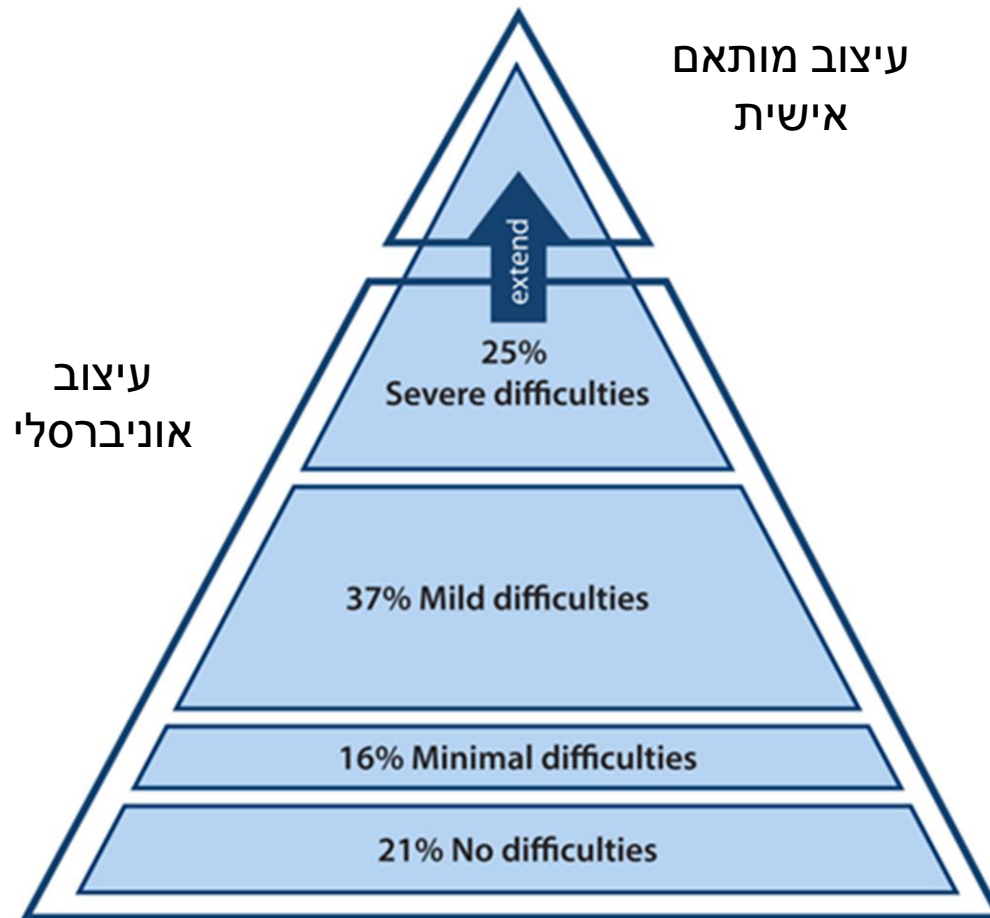 עיצוב מותאם
אישית
extend
25%
Severe difficulties
עיצוב
אוניברסלי
37% Mild difficulties
16% Minimal difficulties
21% No difficulties